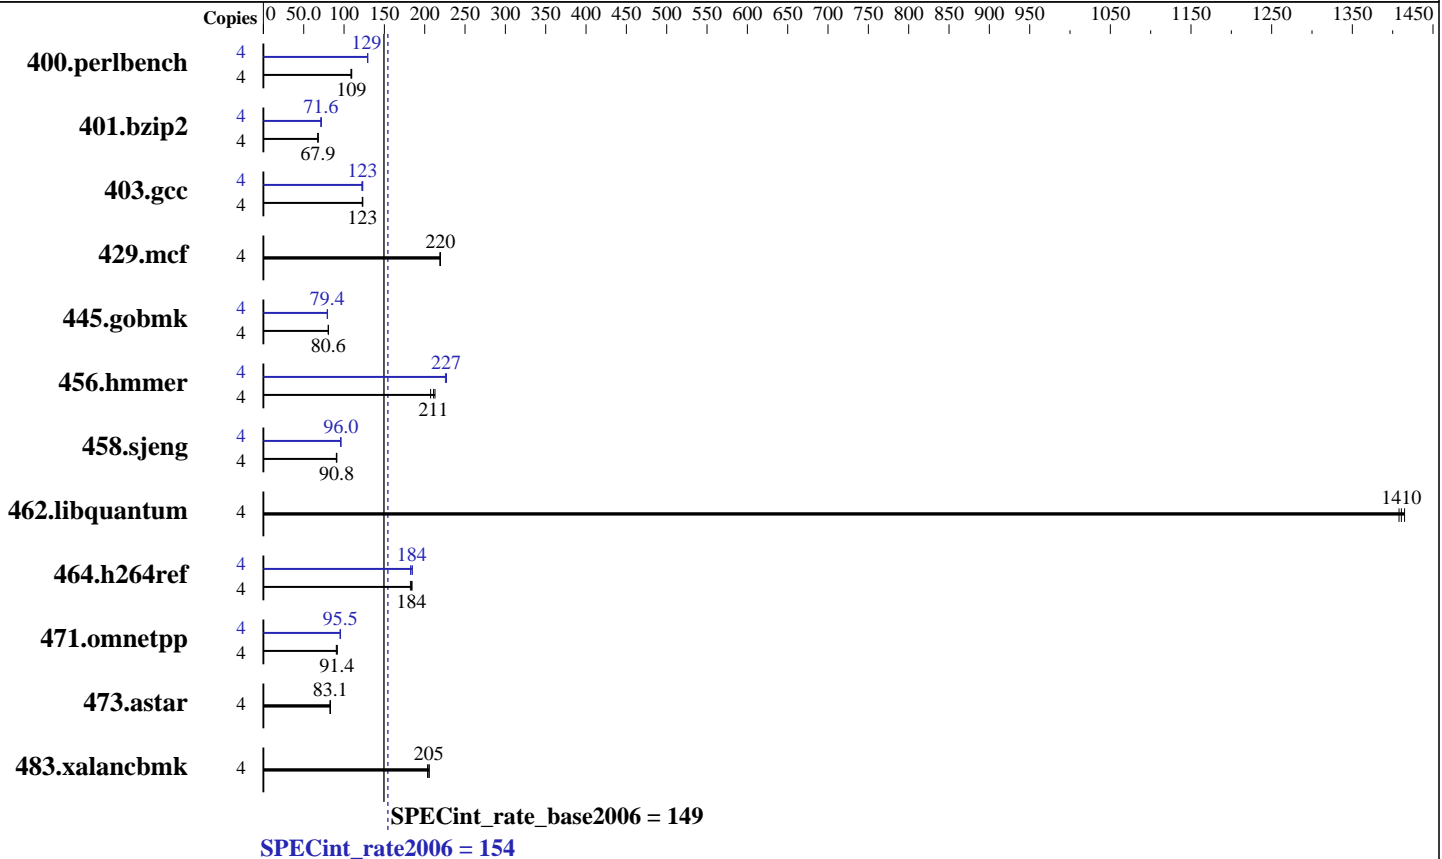 Copies 0 50.0 100 150 200 250 300 350 400 450 500 550 600 650 700 750 800 850 900 950 1050 1150 1250 1350 1450
400.perlbench 4 129
4 109
401.bzip2 4 71.6
4 67.9
403.gcc 4 123
4 123
429.mcf 4 220
445.gobmk 4 79.4
4 80.6
456.hmmer 4 227
4 211
458.sjeng 4 96.0
4 90.8
462.libquantum 4 1410
464.h264ref 4 184
4 184
471.omnetpp 4 95.5
4 91.4
473.astar 4 83.1
483.xalancbmk 4 205
SPECint_rate_base2006 = 149
SPECint_rate2006 = 154